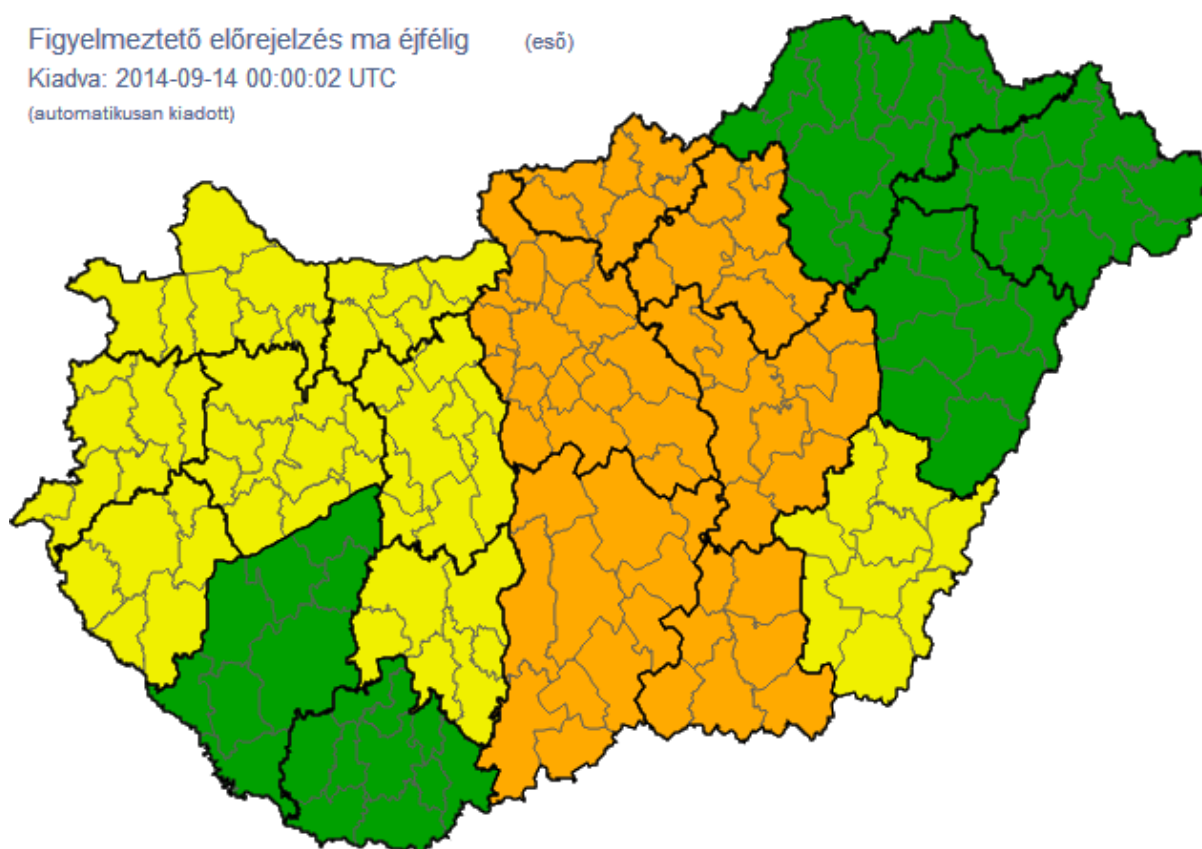 Figyelmeztető előrejelzés ma éjfélig (eső)
Kiadva: 2014-09-14 00:00:02 UTC
(automatikusan kiadott)